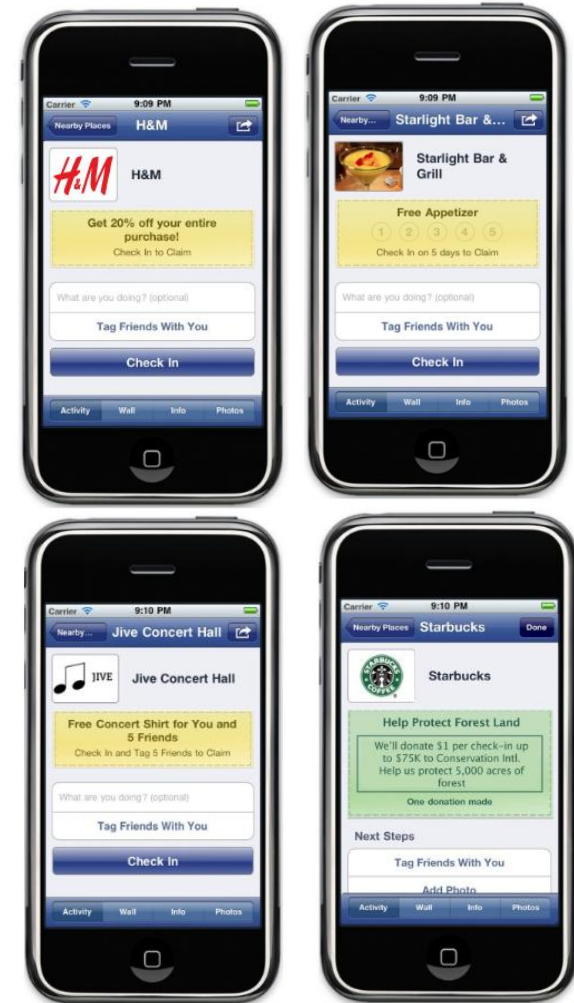 Carrier 9:09 PM
Nearby Places H&M
H&M H&M
Get 20% off your entire
purchase!
Check In to Claim
What are you doing? (optional)
Tag Friends With You
Check In
Activity Wall Info Photos
Carrier 9:09 PM
Nearby... Starlight Bar &...
Starlight Bar &
Grill
Free Appetizer
1 2 3 4 5
Check In on 5 days to Claim
What are you doing? (optional)
Tag Friends With You
Check In
Activity Wall Info Photos
Carrier 9:10 PM
Nearby... Jive Concert Hall
JIVE Jive Concert Hall
Free Concert Shirt for You and
5 Friends
Check In and Tag 5 Friends to Claim
What are you doing? (optional)
Tag Friends With You
Check In
Activity Wall Info Photos
Carrier 9:10 PM
Nearby Places Starbucks Done
STARBUCKS
COFFEE
Starbucks
Help Protect Forest Land
We'll donate $1 per check-in up
to $75K to Conservation Intl.
Help us protect 5,000 acres of
forest
One donation made
Next Steps
Tag Friends With You
Add Photo
Activity Wall Info Photos